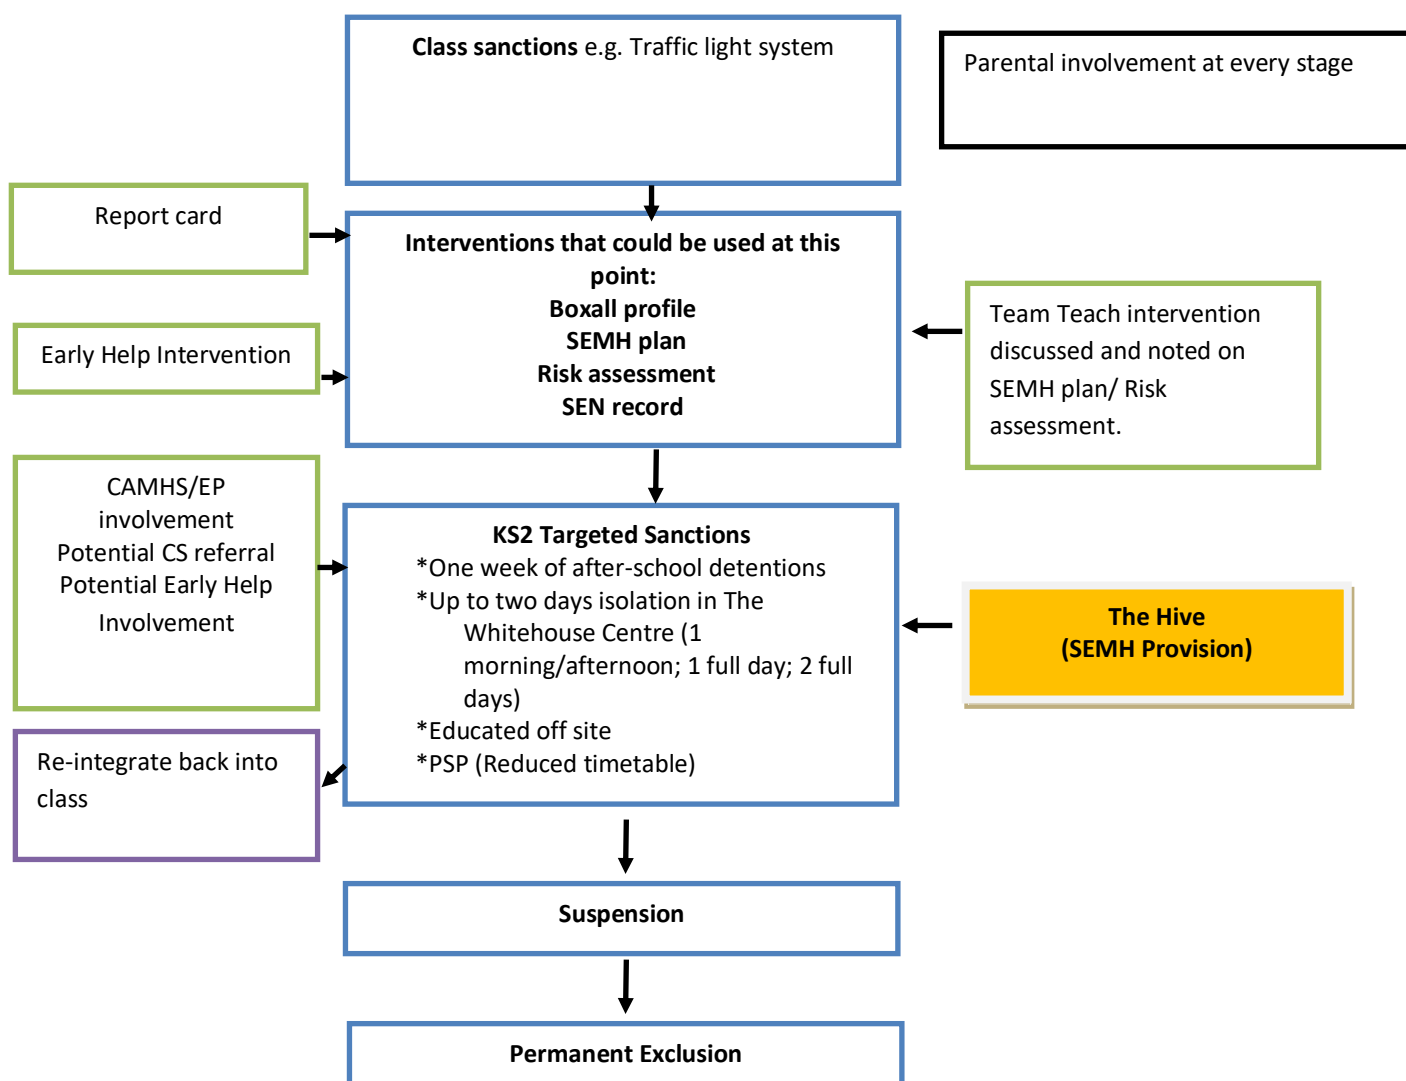 Class sanctions e.g. Traffic light system
Parental involvement at every stage
Report card
Interventions that could be used at this
point:
Boxall profile
SEMH plan
Risk assessment
SEN record
Early Help Intervention
Team Teach intervention
discussed and noted on
SEMH plan/ Risk
assessment.
CAMHS/EP
involvement
Potential CS referral
Potential Early Help
Involvement
KS2 Targeted Sanctions
*One week of after-school detentions
*Up to two days isolation in The
Whitehouse Centre (1
morning/afternoon; 1 full day; 2 full
days)
*Educated off site
*PSP (Reduced timetable)
The Hive
(SEMH Provision)
Re-integrate back into
class
Suspension
Permanent Exclusion